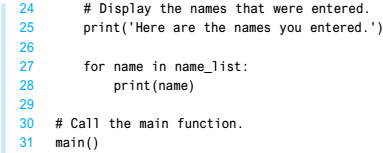 24 # Display the names that were entered.
25 print('Here are the names you entered.')
26
27 for name in name_list:
28 print(name)
29
30 # Call the main function.
31 main()